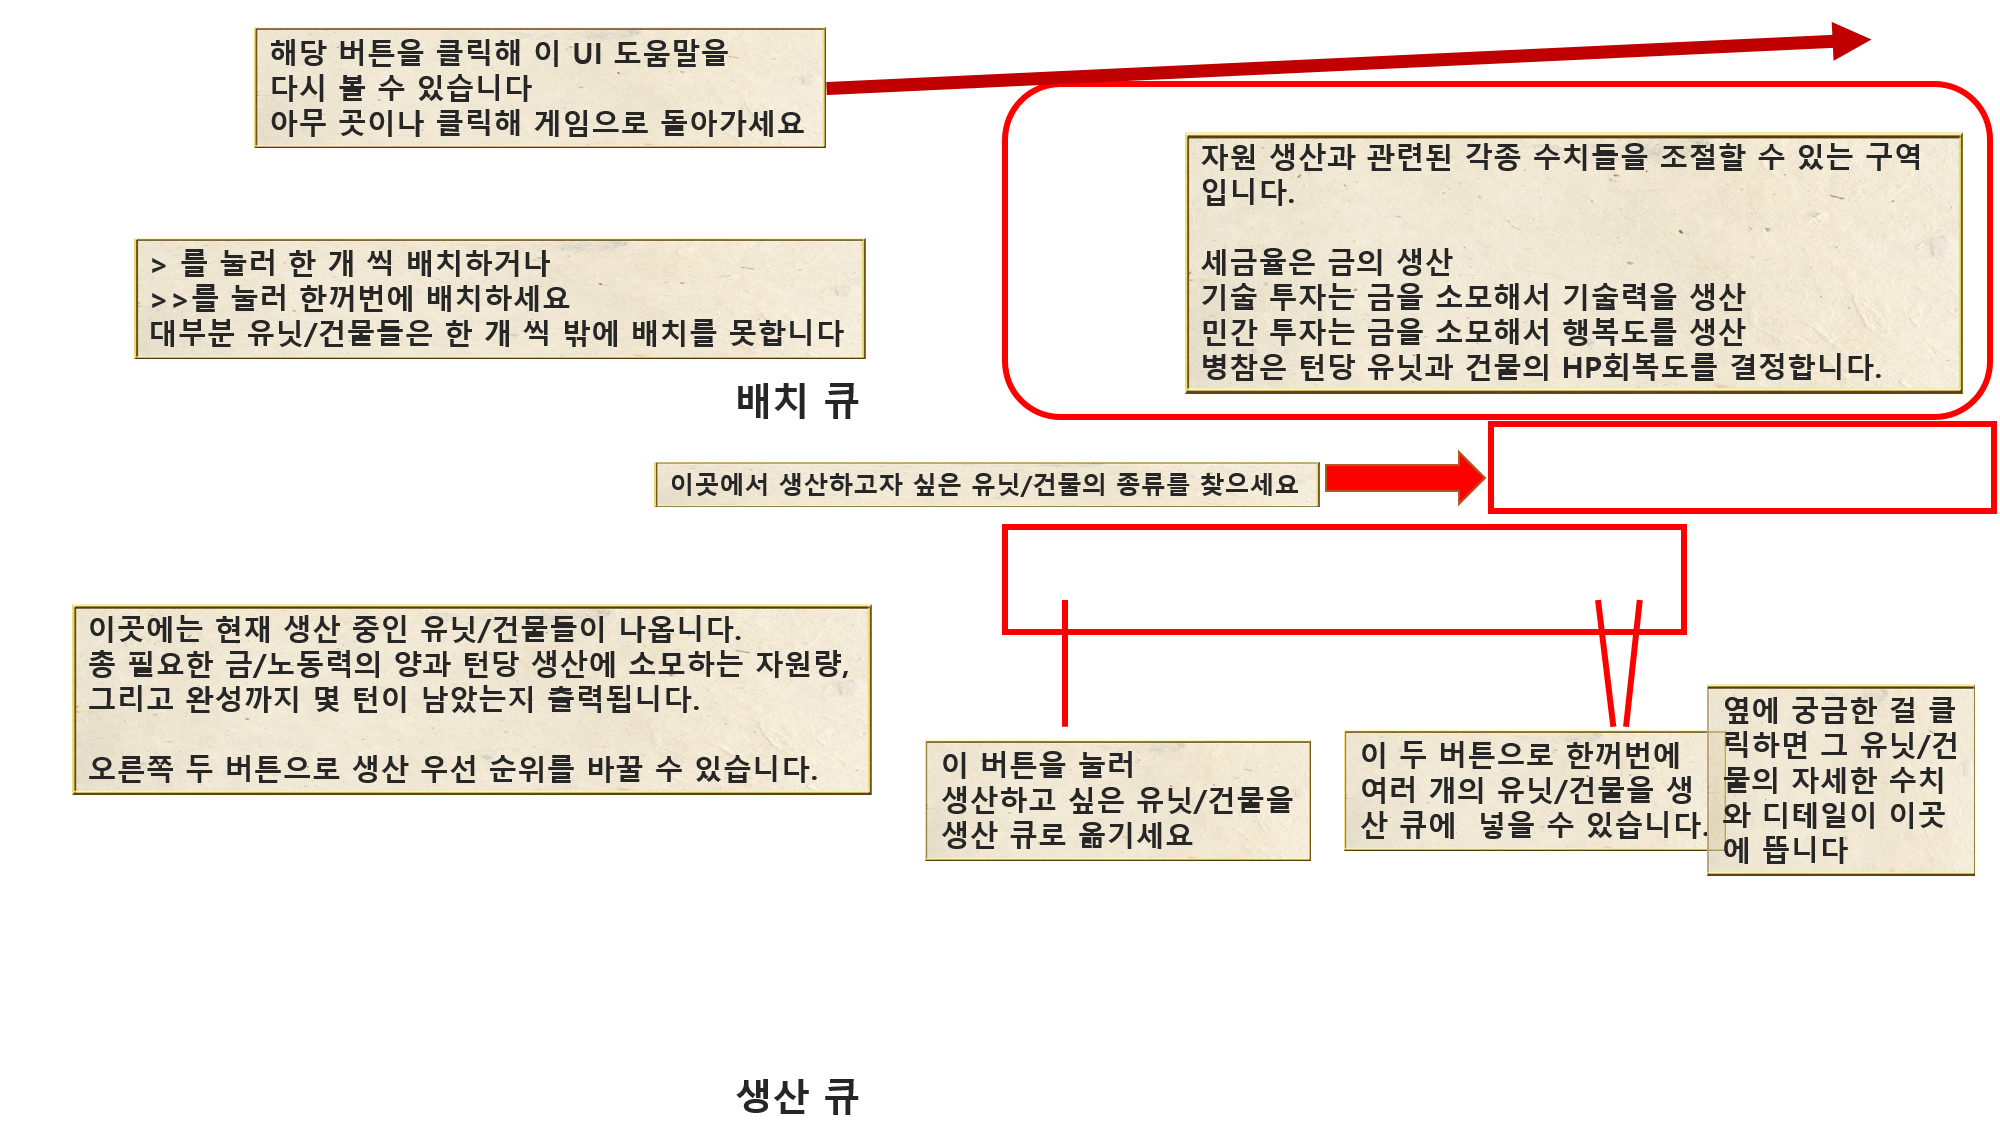 해당 버튼을 클릭해 이 UI 도움말을
다시 볼 수 있습니다
아무 곳이나 클릭해 게임으로 돌아가세요
자원 생산과 관련된 각종 수치들을 조절할 수 있는 구역
입니다.
세금율은 금의 생산
기술 투자는 금을 소모해서 기술력을 생산
민간 투자는 금을 소모해서 행복도를 생산
병참은 턴당 유닛과 건물의 HP회복도를 결정합니다.
> 를 눌러 한 개 씩 배치하거나
>>를 눌러 한꺼번에 배치하세요
대부분 유닛/건물들은 한 개 씩 밖에 배치를 못합니다
배치 큐
이곳에서 생산하고자 싶은 유닛/건물의 종류를 찾으세요
이곳에는 현재 생산 중인 유닛/건물들이 나옵니다.
총 필요한 금/노동력의 양과 턴당 생산에 소모하는 자원량,
그리고 완성까지 몇 턴이 남았는지 출력됩니다.
오른쪽 두 버튼으로 생산 우선 순위를 바꿀 수 있습니다.
이 버튼을 눌러
생산하고 싶은 유닛/건물을
생산 큐로 옮기세요
이 두 버튼으로 한꺼번에
여러 개의 유닛/건물을 생
산 큐에  넣을 수 있습니다.
옆에 궁금한 걸 클
릭하면 그 유닛/건
물의 자세한 수치
와 디테일이 이곳
에 뜹니다
생산 큐